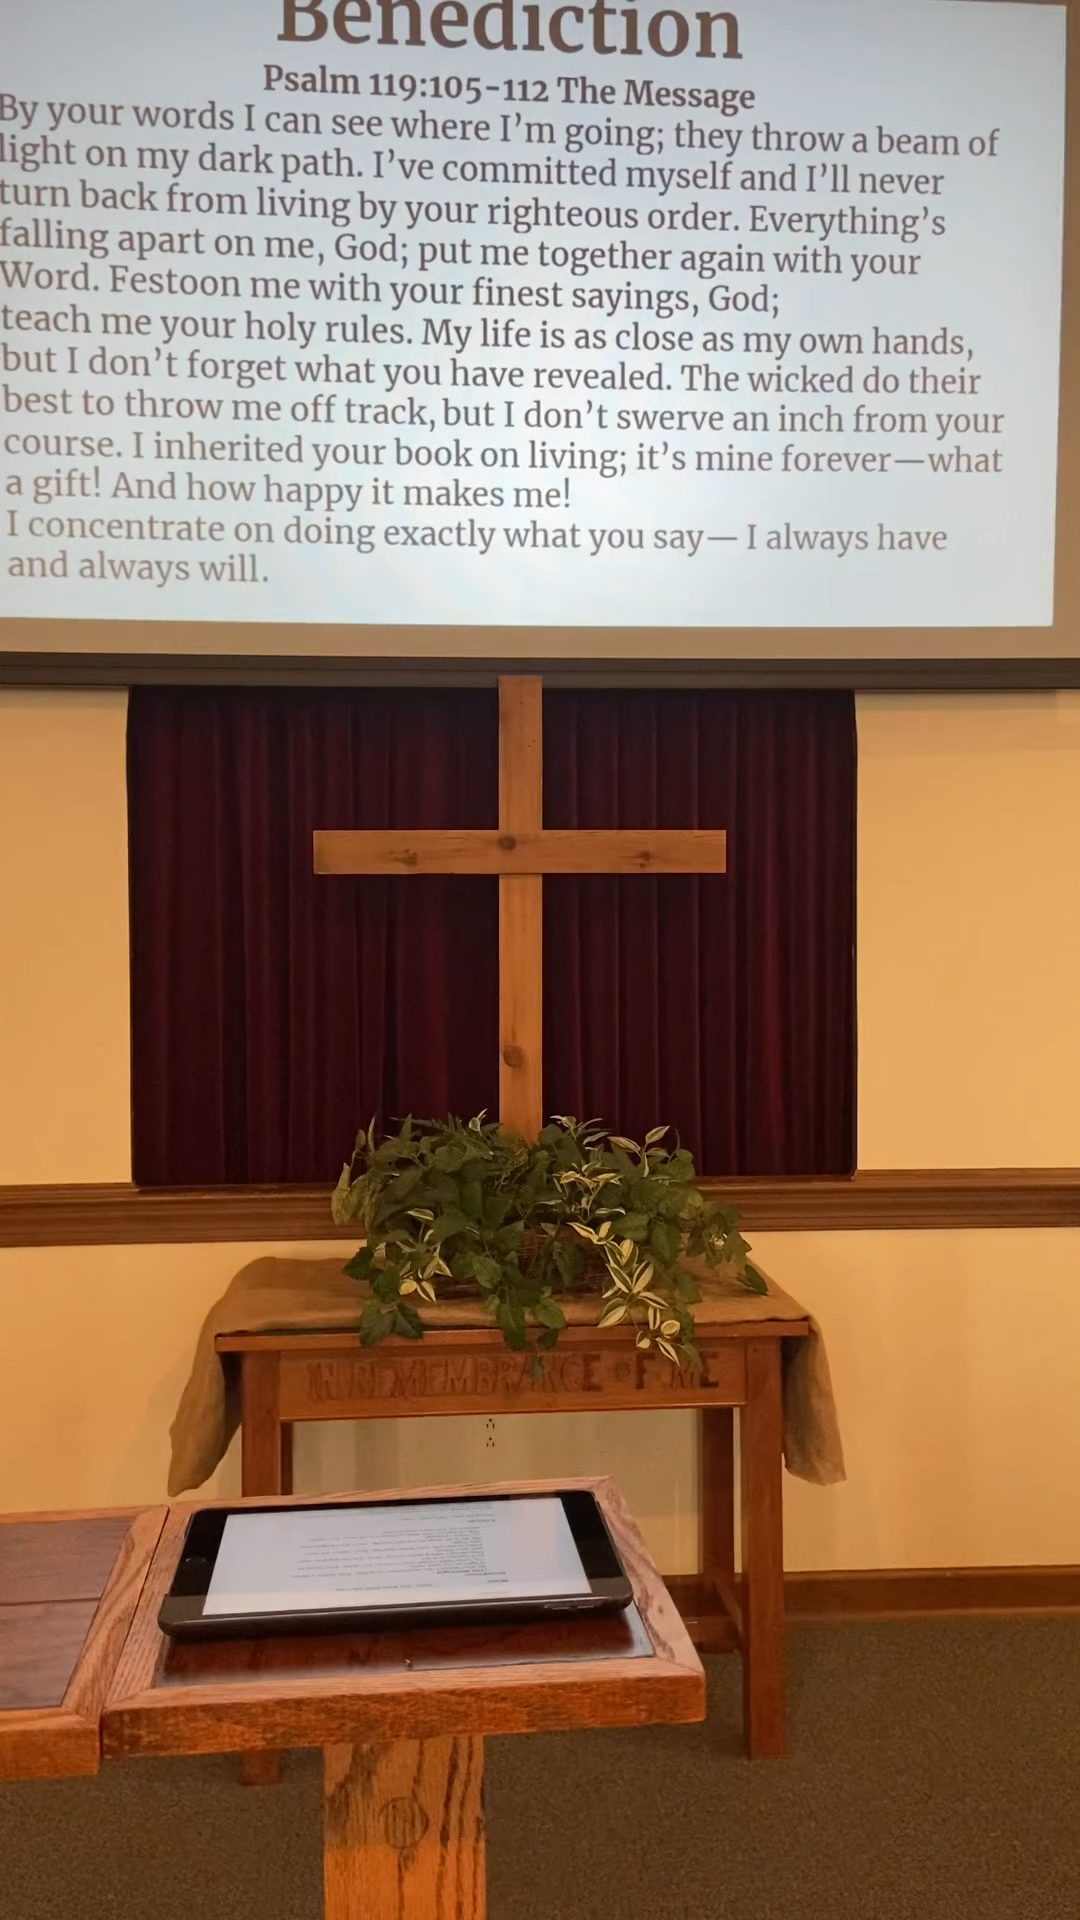 Benediction
Psalm 119:105-112 The Message
By your words I can see where I'm going; they throw a beam of
light on my dark path. I've committed myself and I'll never
turn back from living by your righteous order. Everything's
falling apart on me, God; put me together again with your
Word. Festoon me with your finest sayings, God;
teach me your holy rules. My life is as close as my own hands,
but I don't forget what you have revealed. The wicked do their
best to throw me off track, but I don't swerve an inch from your
course. I inherited your book on living; it's mine forever—what
a gift! And how happy it makes me!
I concentrate on doing exactly what you say— I always have
and always will.
IN REMEMBRANCE OF ME